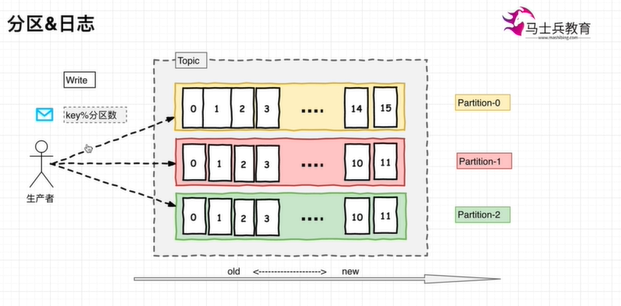 分区&日志
马士兵教育
www.mashibing.com
Topic
Write
key%分区数
0 1 2 3 .... 14 15
Partition-0
0 1 2 3 .... 10 11
Partition-1
生产者
0 1 2 3 .... 10 11
Partition-2
old <------------------> new